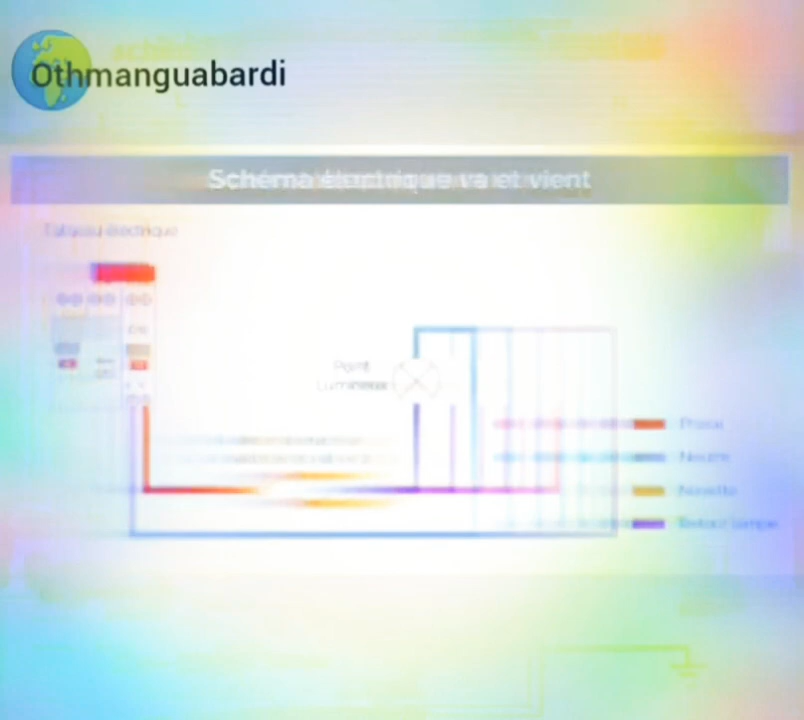 Othmanguabardi
Schéma électrique va et vient
Tableau électrique
Point
Lumineux
Phase
Neutre
Navette
Retour lampe